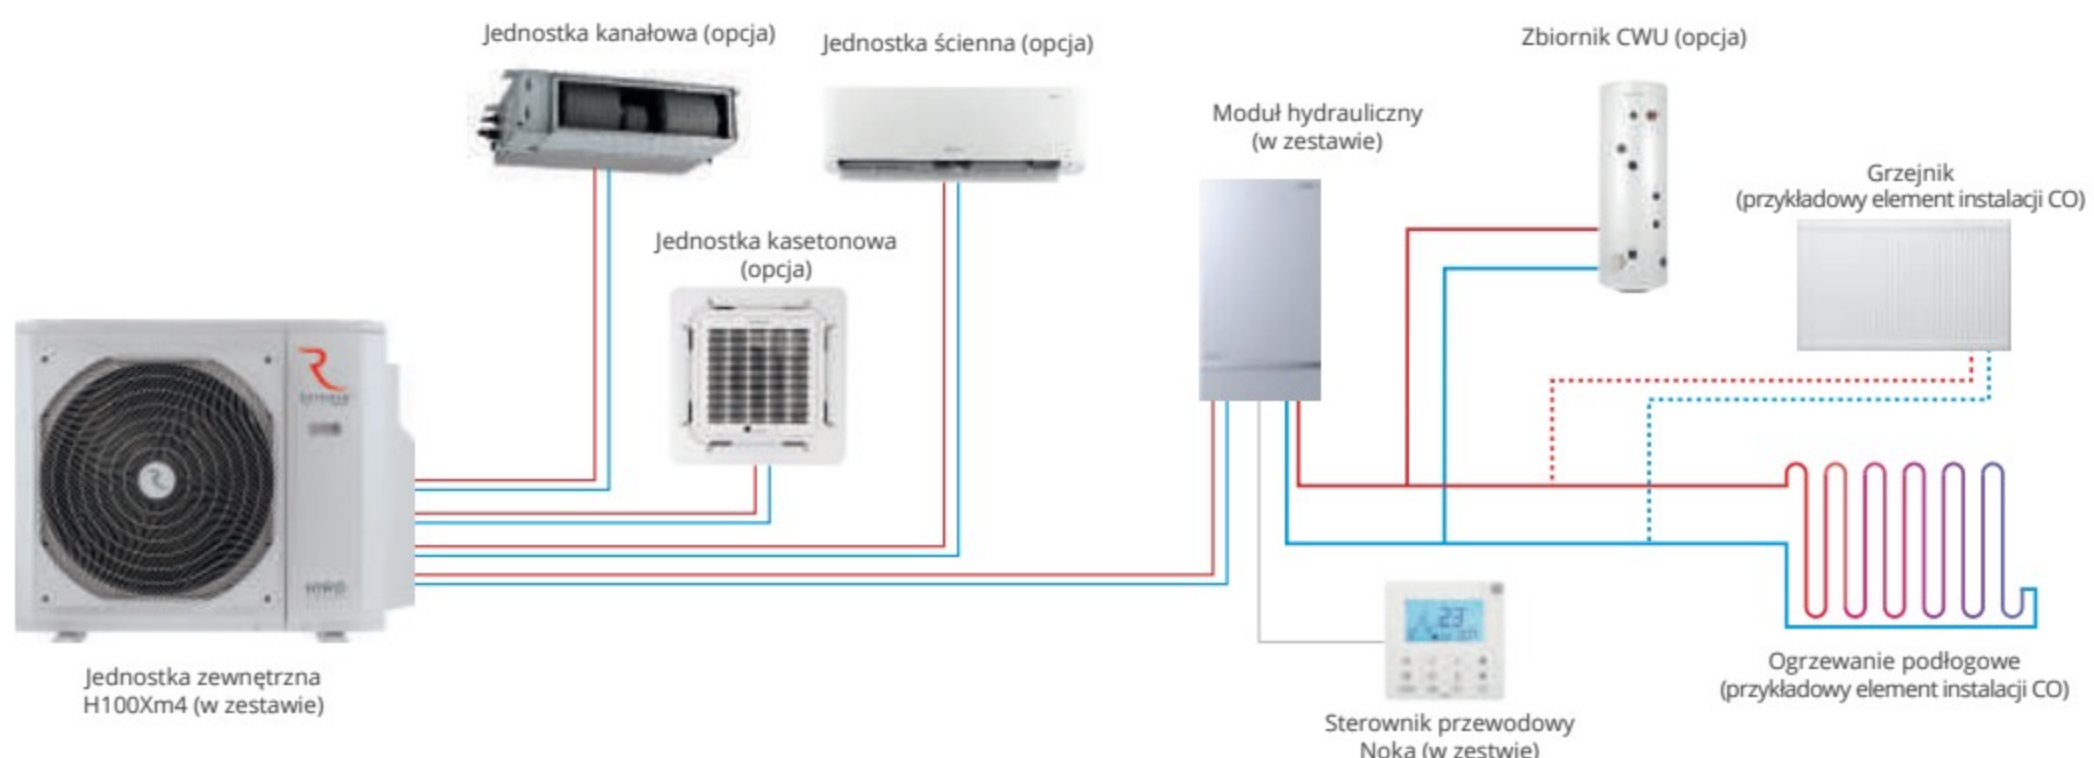 Jednostka kanałowa (opcja)
Jednostka ścienna (opcja)
Zbiornik CWU (opcja)
Moduł hydrauliczny
(w zestawie)
Grzejnik
(przykładowy element instalacji CO)
Jednostka kasetonowa
(opcja)
Jednostka zewnętrzna
H100Xm4 (w zestawie)
23
Sterownik przewodowy
Noka (w zestwie)
Ogrzewanie podłogowe
(przykładowy element instalacji CO)